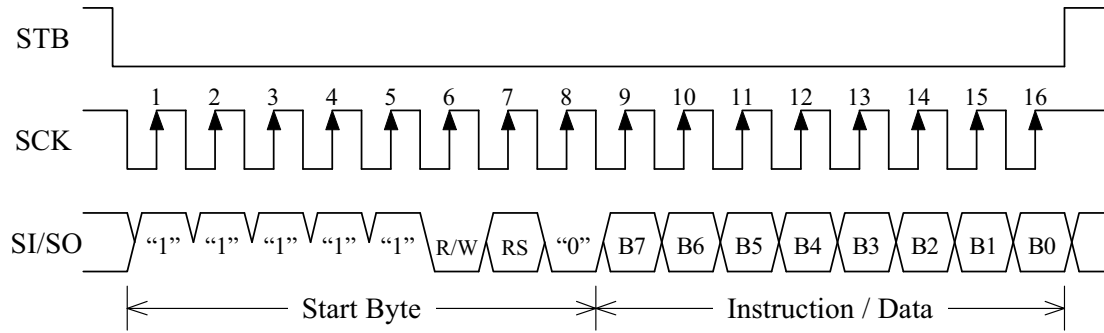 STB
1 2 3 4 5 6 7 8 9 10 11 12 13 14 15 16
SCK
SI/SO “1” “1” “1” “1” “1” R/W RS “0” B7 B6 B5 B4 B3 B2 B1 B0
Start Byte Instruction / Data